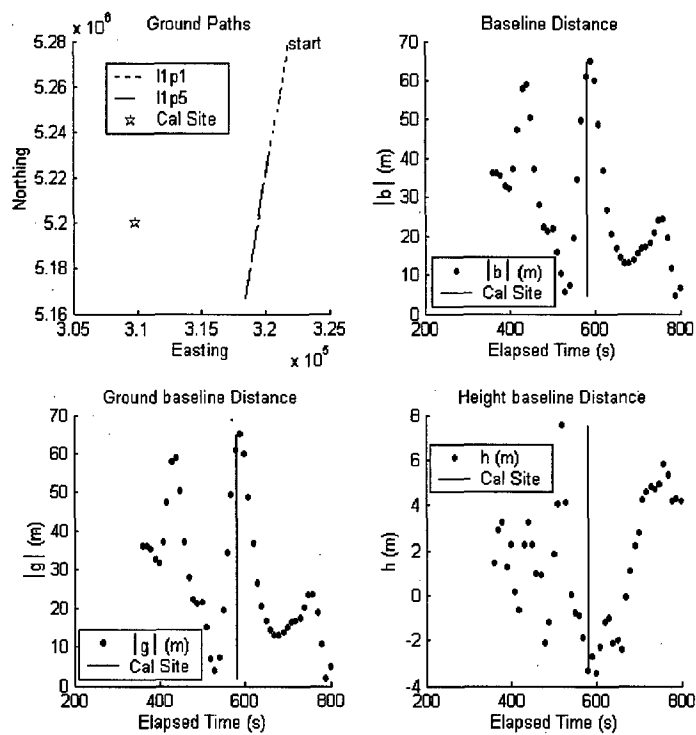 × 10⁶
Ground Paths
5.28
5.26
5.24
5.22
5.2
5.18
5.16
Northing
start
l1p1
l1p5
Cal Site
3.05
3.1
3.15
3.2
3.25
Easting
× 10⁵
Baseline Distance
70
60
50
40
30
20
10
0
|b| (m)
|b| (m)
Cal Site
200
400
600
800
Elapsed Time (s)
Ground baseline Distance
70
60
50
40
30
20
10
0
|g| (m)
|g| (m)
Cal Site
200
400
600
800
Elapsed Time (s)
Height baseline Distance
8
6
4
2
0
-2
-4
h (m)
h (m)
Cal Site
200
400
600
800
Elapsed Time (s)